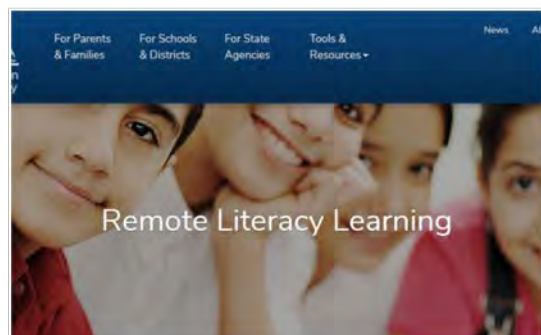 For Parents
& Families
For Schools
& Districts
For State
Agencies
Tools &
Resources
News
Remote Literacy Learning